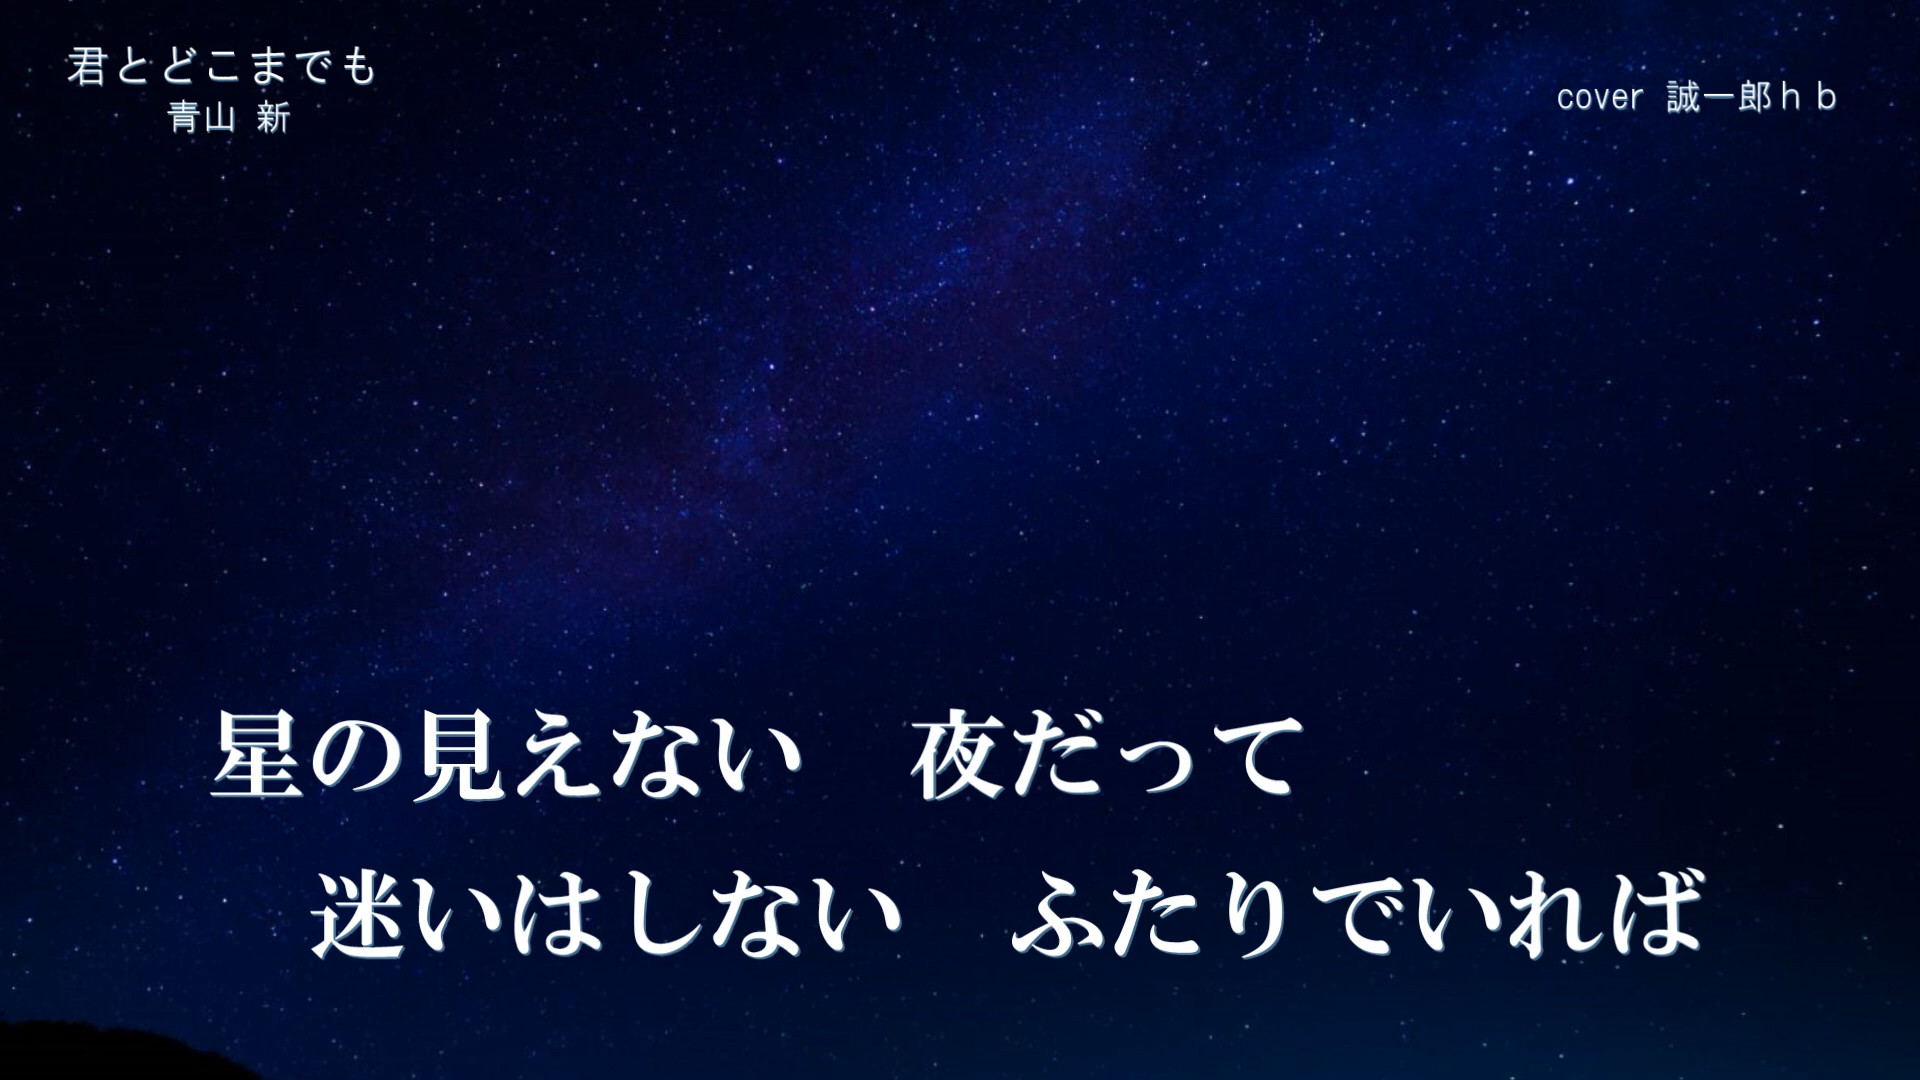 君とどこまでも
青山 新
cover 誠一郎ｈｂ
星の見えない　夜だって
迷いはしない　ふたりでいれば